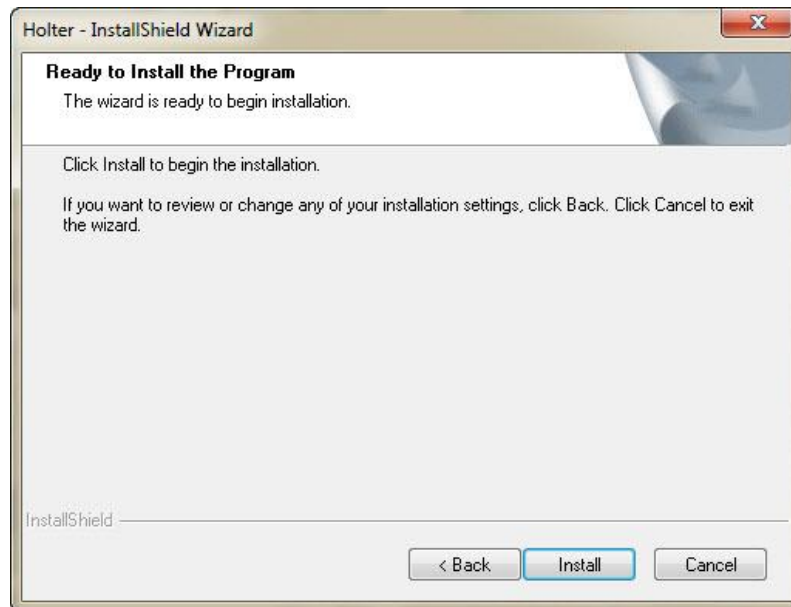 Holter - InstallShield Wizard
Ready to Install the Program
The wizard is ready to begin installation.
Click Install to begin the installation.
If you want to review or change any of your installation settings, click Back. Click Cancel to exit
the wizard.
InstallShield
< Back Install Cancel